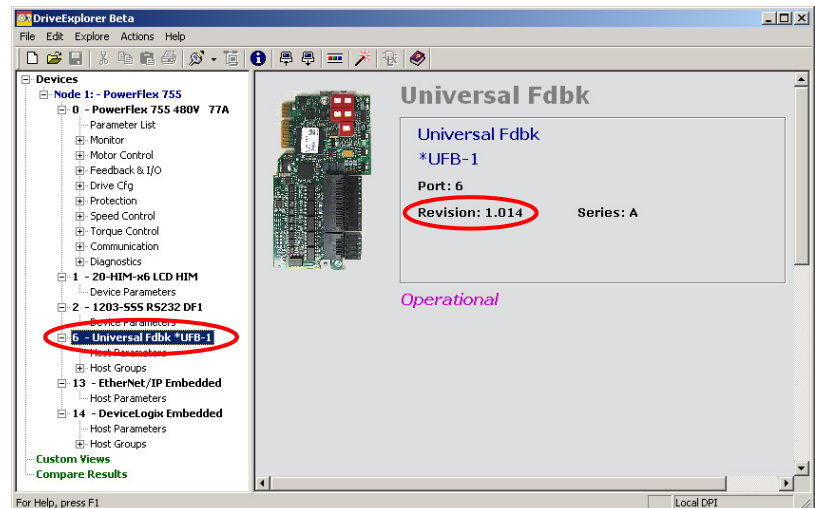 DriveExplorer Beta
File Edit Explore Actions Help
Devices
Node 1: - PowerFlex 755
0 - PowerFlex 755 480V 77A
Parameter List
Monitor
Motor Control
Feedback & I/O
Drive Cfg
Protection
Speed Control
Torque Control
Communication
Diagnostics
1 - 20-HIM-x6 LCD HIM
Device Parameters
2 - 1203-SSS RS232 DF1
Device Parameters
6 - Universal Fdbk *UFB-1
Host Parameters
Host Groups
13 - EtherNet/IP Embedded
Host Parameters
14 - DeviceLogix Embedded
Host Parameters
Host Groups
Custom Views
Compare Results
Universal Fdbk
Universal Fdbk
*UFB-1
Port: 6
Revision: 1.014 Series: A
Operational
For Help, press F1
Local DPI